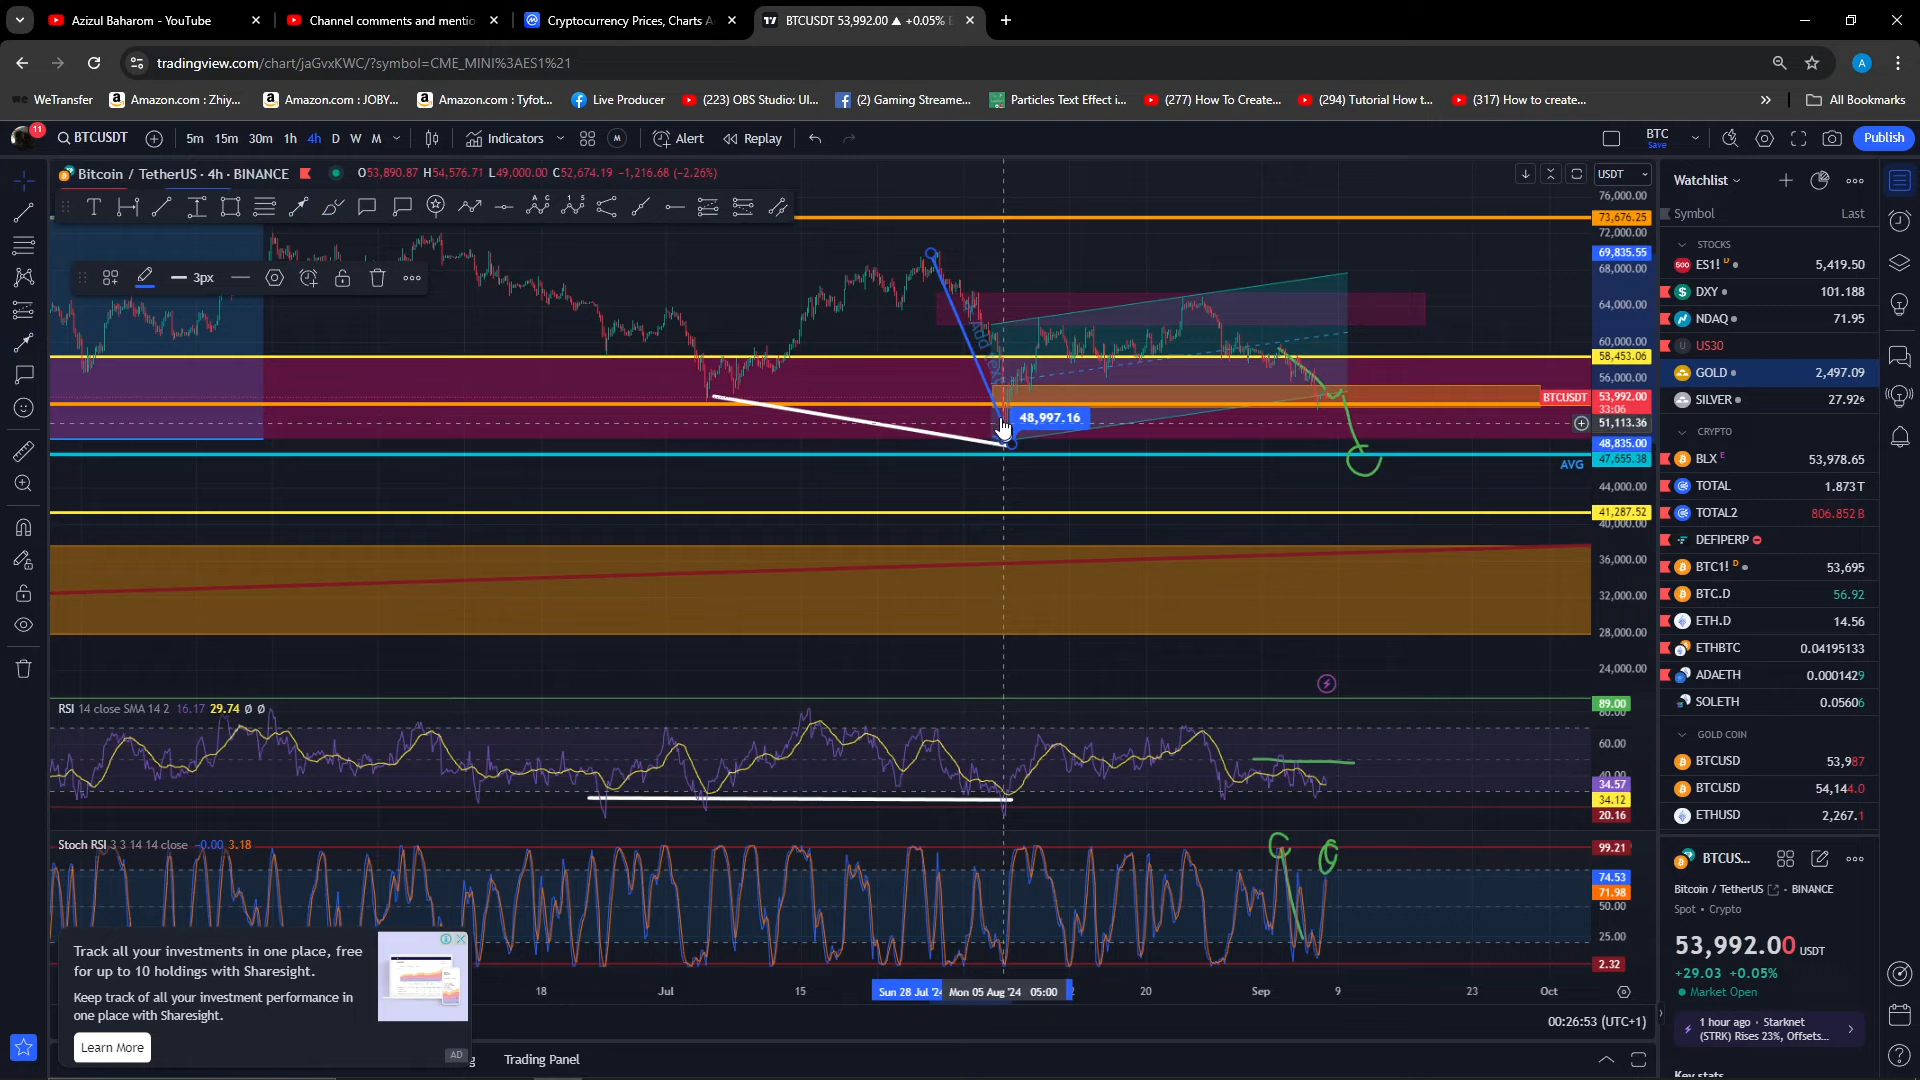 Azizul Baharom - YouTube
Channel comments and mentio
Cryptocurrency Prices, Charts A
BTCUSDT 53,992.00 ▲ +0.05%
tradingview.com/chart/jaGvxKWC/?symbol=CME_MINI%3AES1%21
A
WeTransfer
Amazon.com : Zhiy...
Amazon.com : JOBY...
Amazon.com : Tyfot...
Live Producer
(223) OBS Studio: Ul...
(2) Gaming Streame...
Particles Text Effect i...
(277) How To Create...
(294) Tutorial How t...
(317) How to create...
All Bookmarks
11
BTCUSDT
5m 15m 30m 1h 4h D W M
Indicators
M
Alert
Replay
BTC
Save
Publish
Bitcoin / TetherUS · 4h · BINANCE
O53,890.87 H54,576.71 L49,000.00 C52,674.19 −1,216.68 (−2.26%)
USDT
3px
76,000.00
73,676.25
72,000.00
69,835.55
68,000.00
64,000.00
60,000.00
58,453.06
56,000.00
BTCUSDT 53,992.00
33:06
51,113.36
48,835.00
AVG 47,655.38
44,000.00
41,287.52
40,000.00
36,000.00
32,000.00
28,000.00
24,000.00
48,997.16
RSI 14 close SMA 14 2 16.17 29.74 Ø Ø
89.00
80.00
60.00
40.00
34.57
34.12
20.16
Stoch RSI 3 3 14 14 close −0.00 3.18
99.21
74.53
71.98
50.00
25.00
2.32
18
Jul
15
Sun 28 Jul '24
Mon 05 Aug '24 05:00
20
Sep
9
23
Oct
00:26:53 (UTC+1)
Track all your investments in one place, free
for up to 10 holdings with Sharesight.
Keep track of all your investment performance in
one place with Sharesight.
Learn More
AD
Trading Panel
Watchlist
Symbol Last
STOCKS
ES1! D 5,419.50
DXY 101.188
NDAQ 71.95
US30
GOLD 2,497.09
SILVER 27.926
CRYPTO
BLX E 53,978.65
TOTAL 1.873T
TOTAL2 806.852B
DEFIPERP
BTC1! D 53,695
BTC.D 56.92
ETH.D 14.56
ETHBTC 0.04195133
ADAETH 0.0001429
SOLETH 0.05606
GOLD COIN
BTCUSD 53,987
BTCUSD 54,144.0
ETHUSD 2,267.1
BTCUS...
Bitcoin / TetherUS · BINANCE
Spot • Crypto
53,992.00 USDT
+29.03 +0.05%
Market Open
1 hour ago • Starknet
(STRK) Rises 23%, Offsets...
Key stats